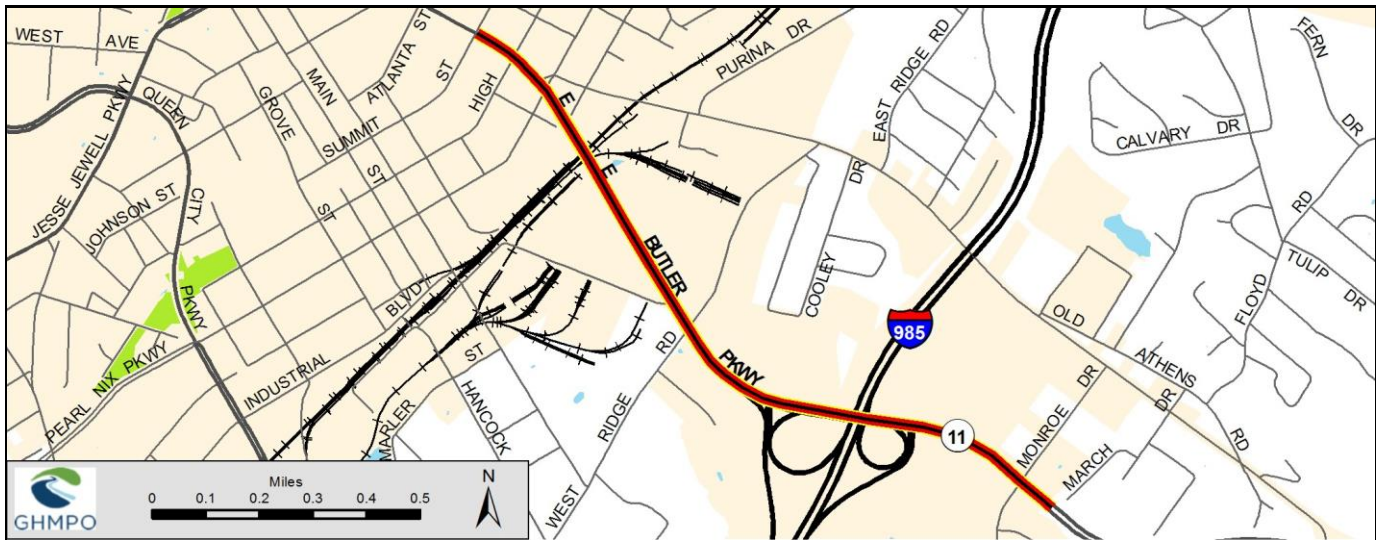 WEST AVE
JESSE JEWELL PKWY
QUEEN CITY PKWY
GROVE ST
MAIN ST
SUMMIT ST
ATLANTA ST
HIGH
JOHNSON ST
PEARL NIX PKWY
INDUSTRIAL BLVD
MARLER ST
HANCOCK
WEST RIDGE RD
E E BUTLER PKWY
PURINA DR
EAST RIDGE RD
COOLEY DR
985
11
CALVARY DR
FERN DR
FLOYD RD
TULIP DR
OLD ATHENS RD
MONROE DR
MARCH DR
GHMPO
Miles
0 0.1 0.2 0.3 0.4 0.5
N